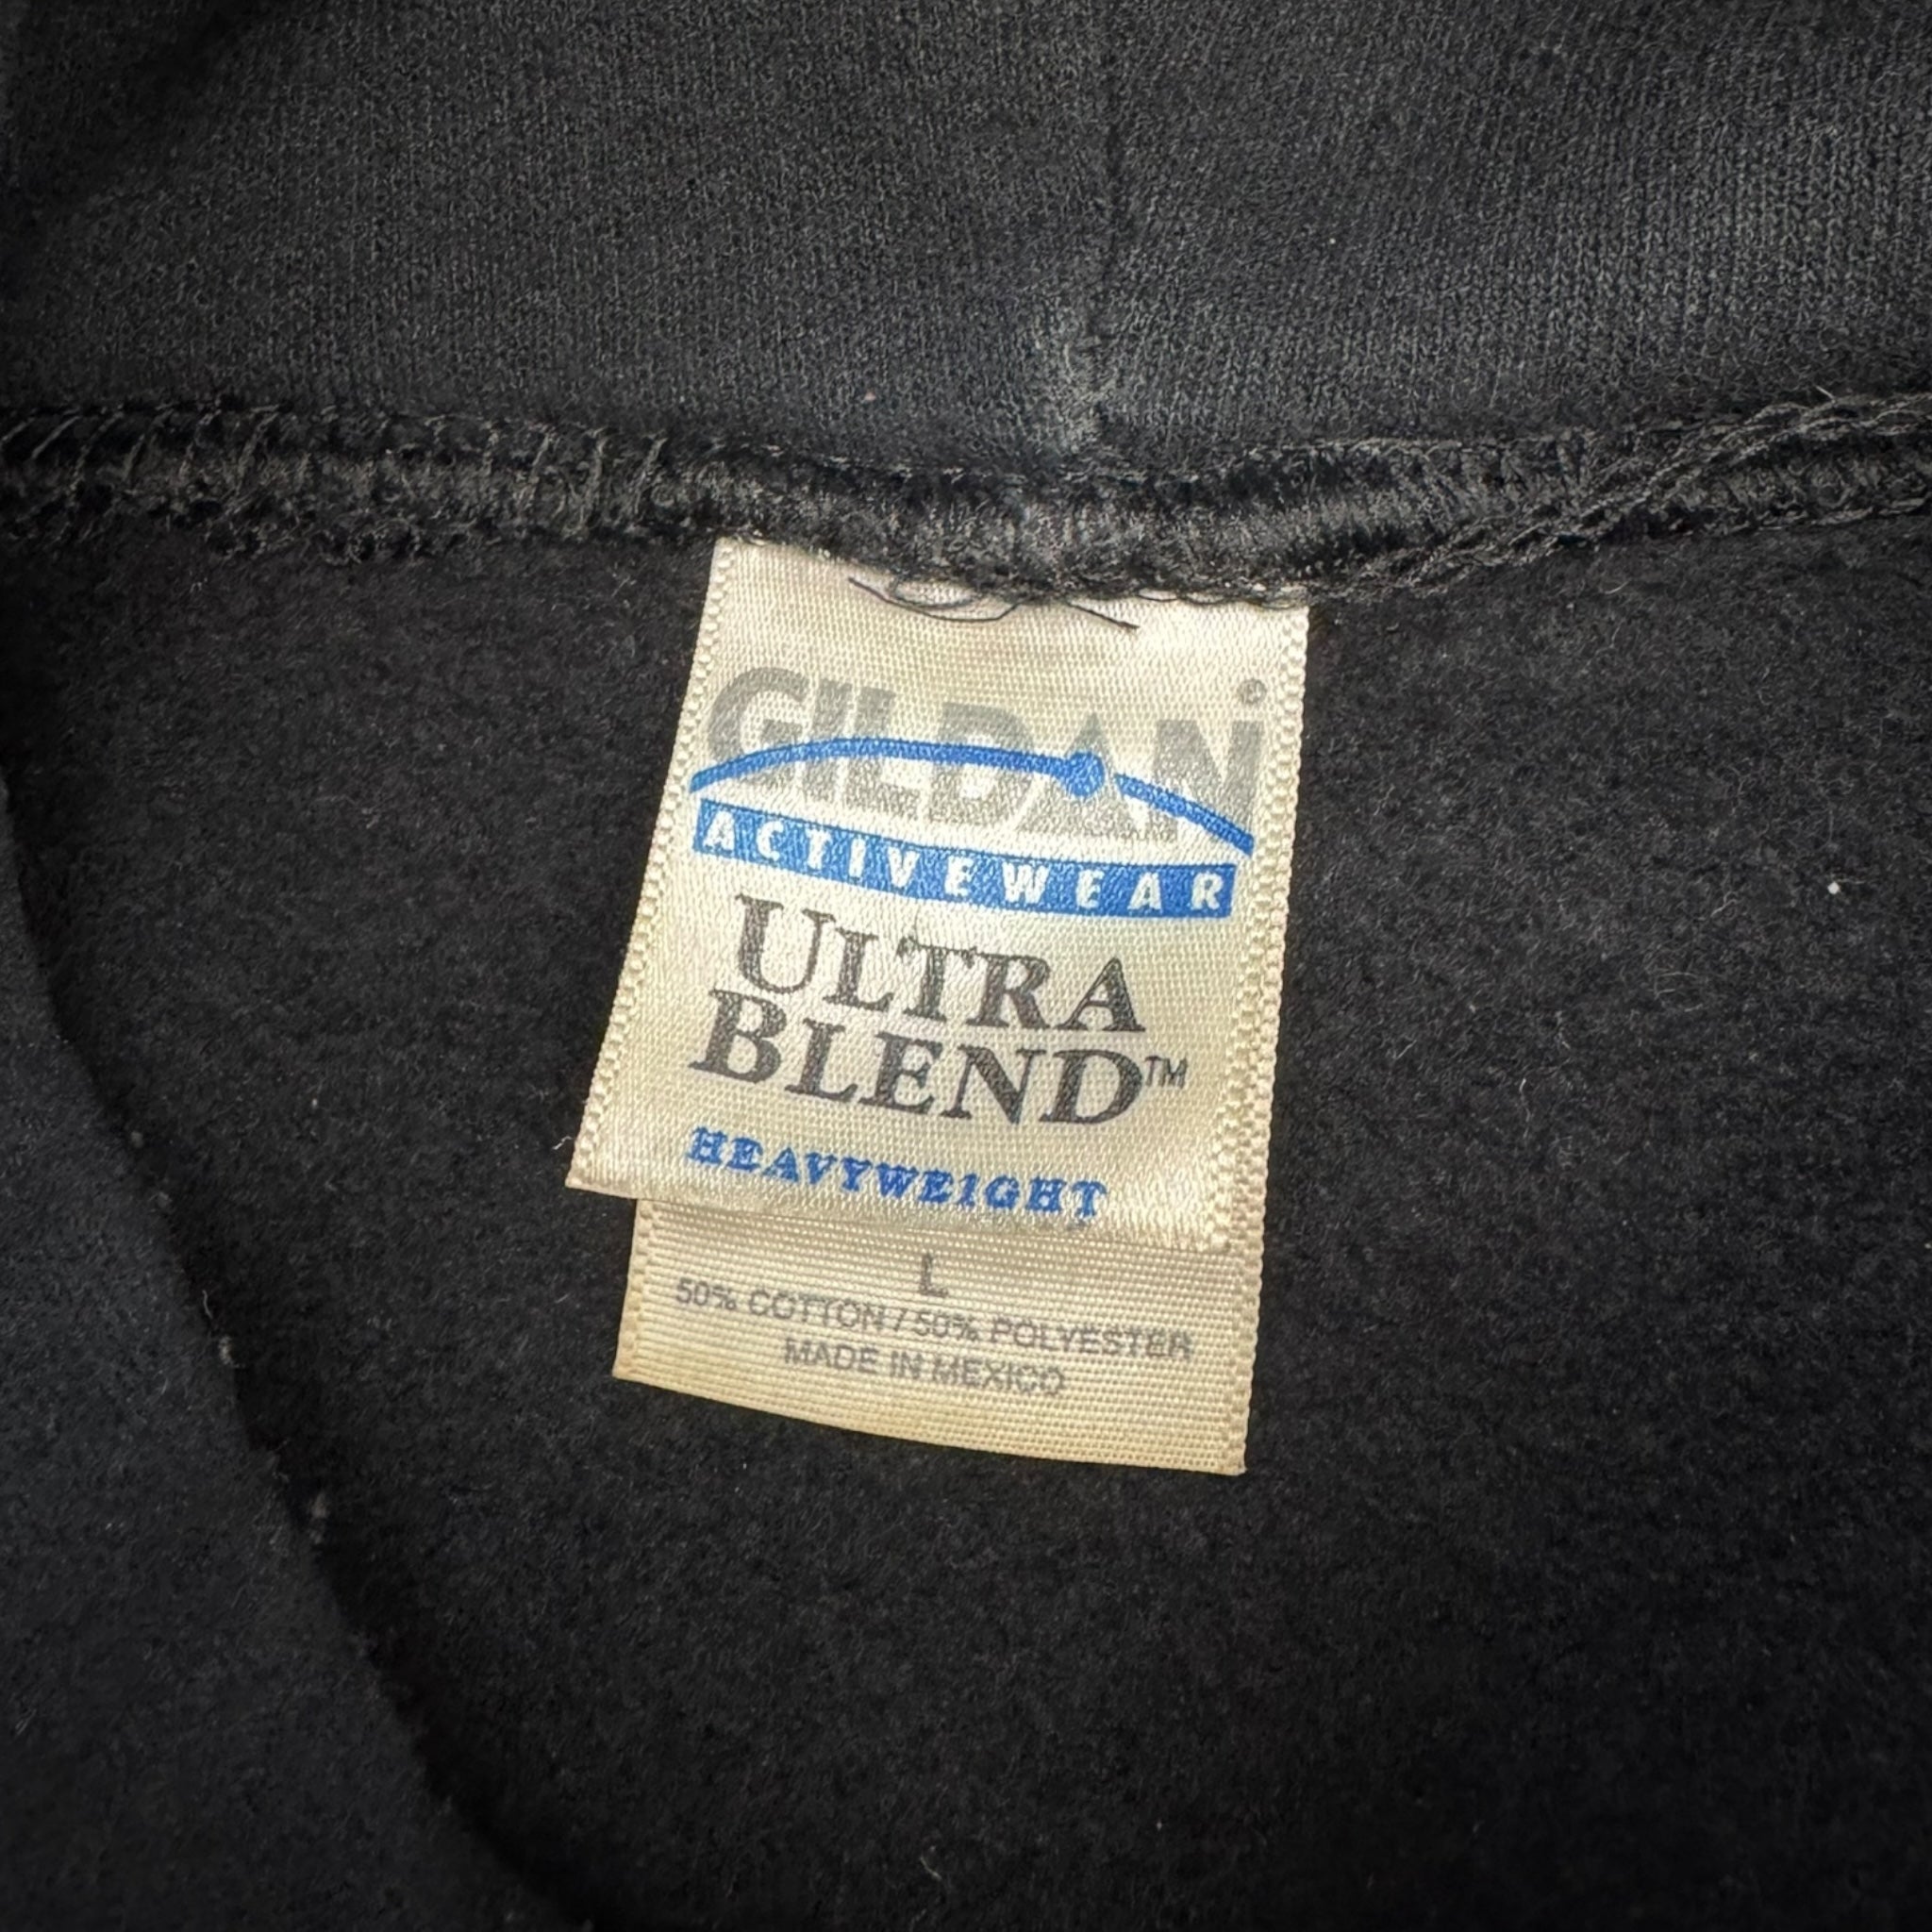 GILDAN®
ACTIVEWEAR
ULTRA
BLEND™
HEAVYWEIGHT
L
50% COTTON / 50% POLYESTER
MADE IN MEXICO